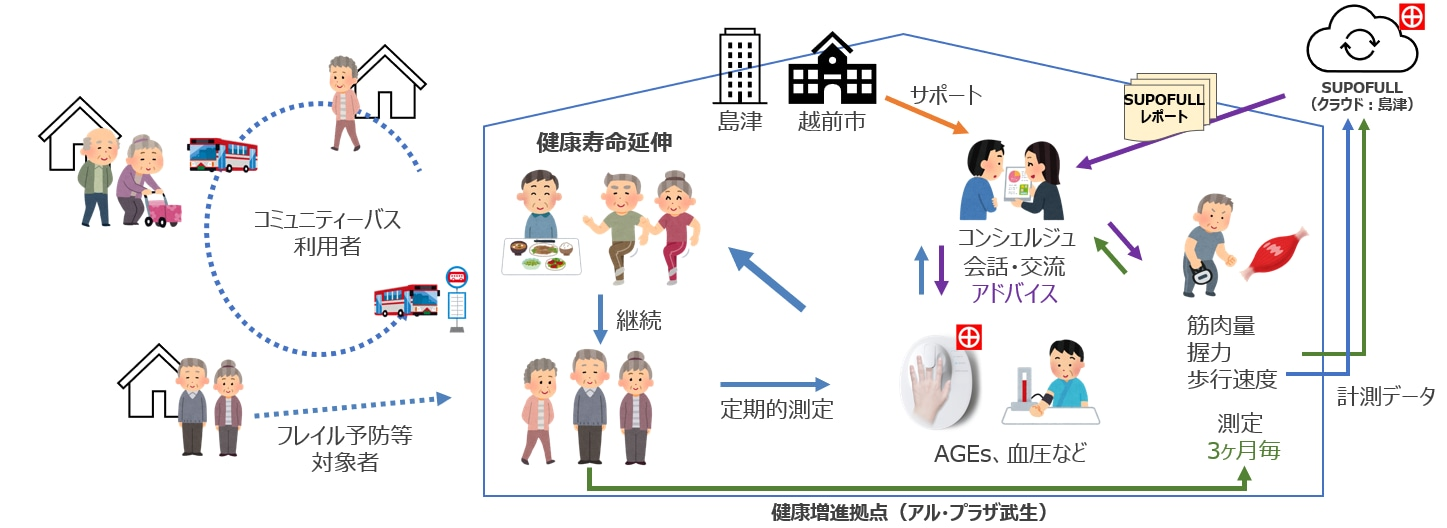 コミュニティーバス
利用者
フレイル予防等
対象者
健康寿命延伸
継続
定期的測定
島津
越前市
サポート
コンシェルジュ
会話・交流
アドバイス
AGEs、血圧など
SUPOFULL
レポート
SUPOFULL
（クラウド：島津）
筋肉量
握力
歩行速度
測定
3ヶ月毎
計測データ
健康増進拠点（アル・プラザ武生）